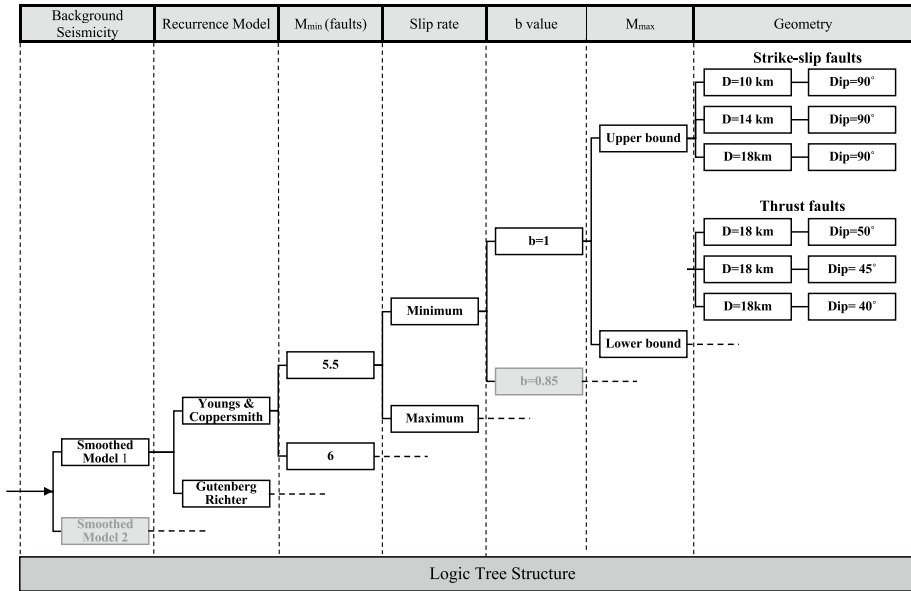 Background
Seismicity
Recurrence Model
Mmin (faults)
Slip rate
b value
Mmax
Geometry
Strike-slip faults
D=10 km
Dip=90°
D=14 km
Dip=90°
D=18km
Dip=90°
Upper bound
Thrust faults
D=18 km
Dip=50°
D=18 km
Dip= 45°
D=18km
Dip= 40°
b=1
Minimum
Lower bound
5.5
b=0.85
Youngs &
Coppersmith
Maximum
Smoothed
Model 1
6
Gutenberg
Richter
Smoothed
Model 2
Logic Tree Structure